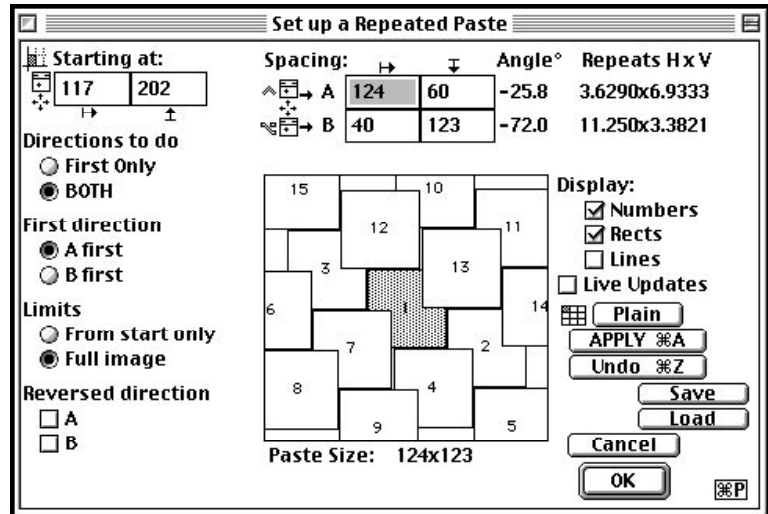 Set up a Repeated Paste
Starting at:
117 202
Spacing: Angle° Repeats H x V
A 124 60 -25.8 3.6290x6.9333
B 40 123 -72.0 11.250x3.3821
Directions to do
First Only
BOTH
First direction
A first
B first
Limits
From start only
Full image
Reversed direction
A
B
15 10
12 11
3 13
6 1 14
7 2
8 4
9 5
Paste Size: 124x123
Display:
Numbers
Rects
Lines
Live Updates
Plain
APPLY ⌘A
Undo ⌘Z
Save
Load
Cancel
OK
⌘P